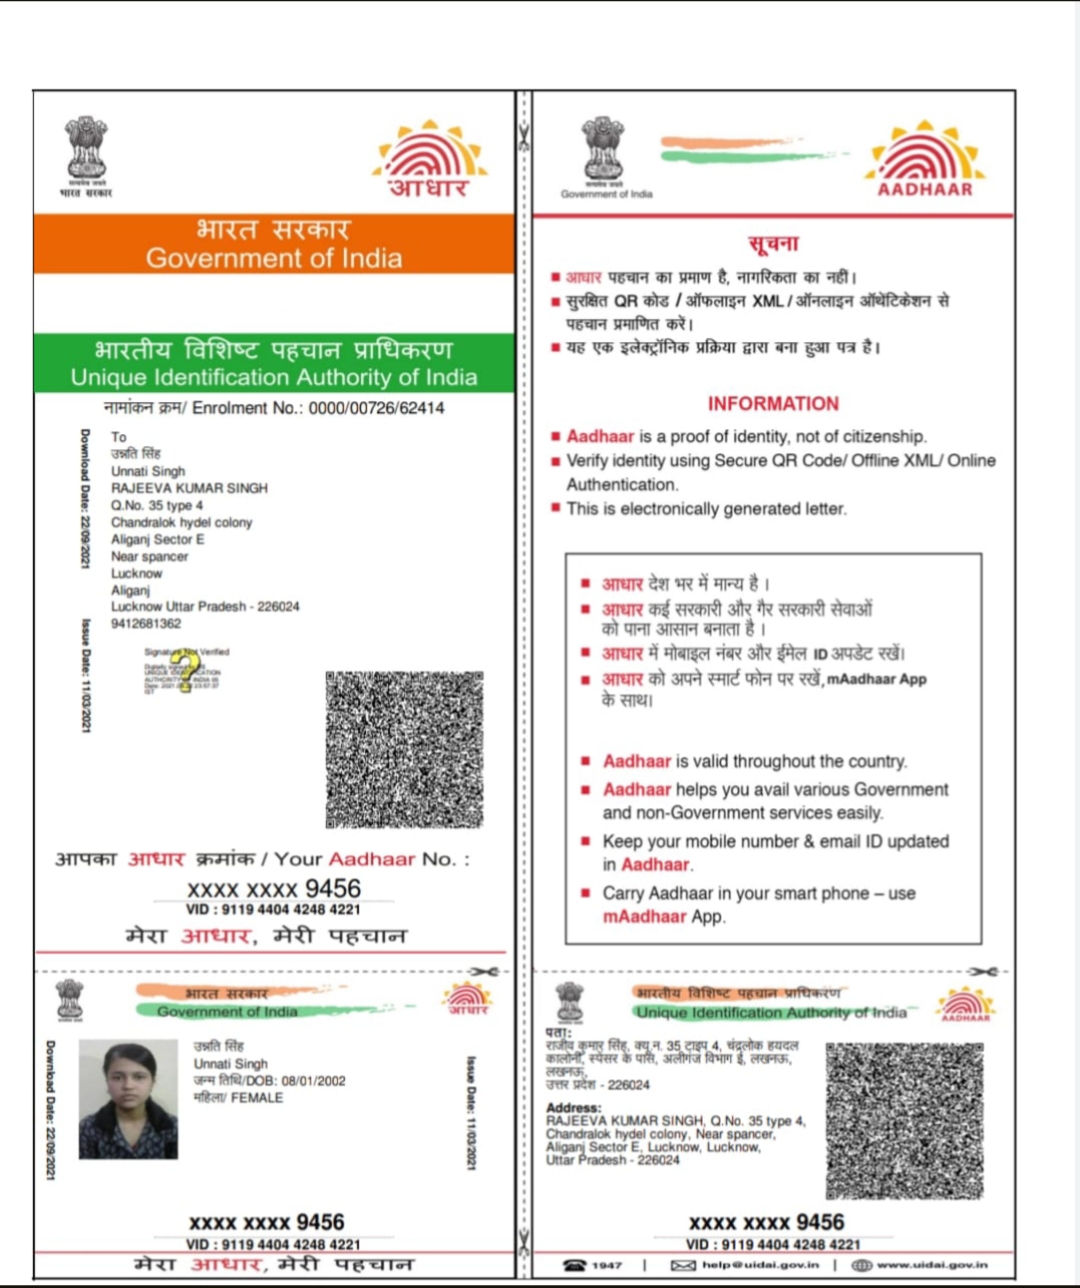 सत्यमेव जयते
भारत सरकार
आधार
भारत सरकार
Government of India
भारतीय विशिष्ट पहचान प्राधिकरण
Unique Identification Authority of India
नामांकन क्रम/ Enrolment No.: 0000/00726/62414
Download Date: 22/09/2021
Issue Date: 11/03/2021
To
उन्नति सिंह
Unnati Singh
RAJEEVA KUMAR SINGH
Q.No. 35 type 4
Chandralok hydel colony
Aliganj Sector E
Near spancer
Lucknow
Aliganj
Lucknow Uttar Pradesh - 226024
9412681362
Signature Not Verified
आपका आधार क्रमांक / Your Aadhaar No. :
xxxx xxxx 9456
VID : 9119 4404 4248 4221
मेरा आधार, मेरी पहचान
सत्यमेव जयते
Government of India
AADHAAR
सूचना
आधार पहचान का प्रमाण है, नागरिकता का नहीं।
सुरक्षित QR कोड / ऑफलाइन XML / ऑनलाइन ऑथेंटिकेशन से
पहचान प्रमाणित करें।
यह एक इलेक्ट्रॉनिक प्रक्रिया द्वारा बना हुआ पत्र है।
INFORMATION
Aadhaar is a proof of identity, not of citizenship.
Verify identity using Secure QR Code/ Offline XML/ Online
Authentication.
This is electronically generated letter.
आधार देश भर में मान्य है ।
आधार कई सरकारी और गैर सरकारी सेवाओं
को पाना आसान बनाता है ।
आधार में मोबाइल नंबर और ईमेल ID अपडेट रखें।
आधार को अपने स्मार्ट फोन पर रखें, mAadhaar App
के साथ।
Aadhaar is valid throughout the country.
Aadhaar helps you avail various Government
and non-Government services easily.
Keep your mobile number & email ID updated
in Aadhaar.
Carry Aadhaar in your smart phone – use
mAadhaar App.
भारत सरकार
Government of India
आधार
Download Date: 22/09/2021
उन्नति सिंह
Unnati Singh
जन्म तिथि/DOB: 08/01/2002
महिला/ FEMALE
Issue Date: 11/03/2021
xxxx xxxx 9456
VID : 9119 4404 4248 4221
मेरा आधार, मेरी पहचान
भारतीय विशिष्ट पहचान प्राधिकरण
Unique Identification Authority of India
AADHAAR
पता:
राजीव कुमार सिंह, क्यू.न. 35 टाइप 4, चंद्रलोक हयदल
कालोनी, स्पेंसर के पास, अलीगंज विभाग ई, लखनऊ,
लखनऊ,
उत्तर प्रदेश - 226024
Address:
RAJEEVA KUMAR SINGH, Q.No. 35 type 4,
Chandralok hydel colony, Near spancer,
Aliganj Sector E, Lucknow, Lucknow,
Uttar Pradesh - 226024
xxxx xxxx 9456
VID : 9119 4404 4248 4221
1947 | help@uidai.gov.in | www.uidai.gov.in